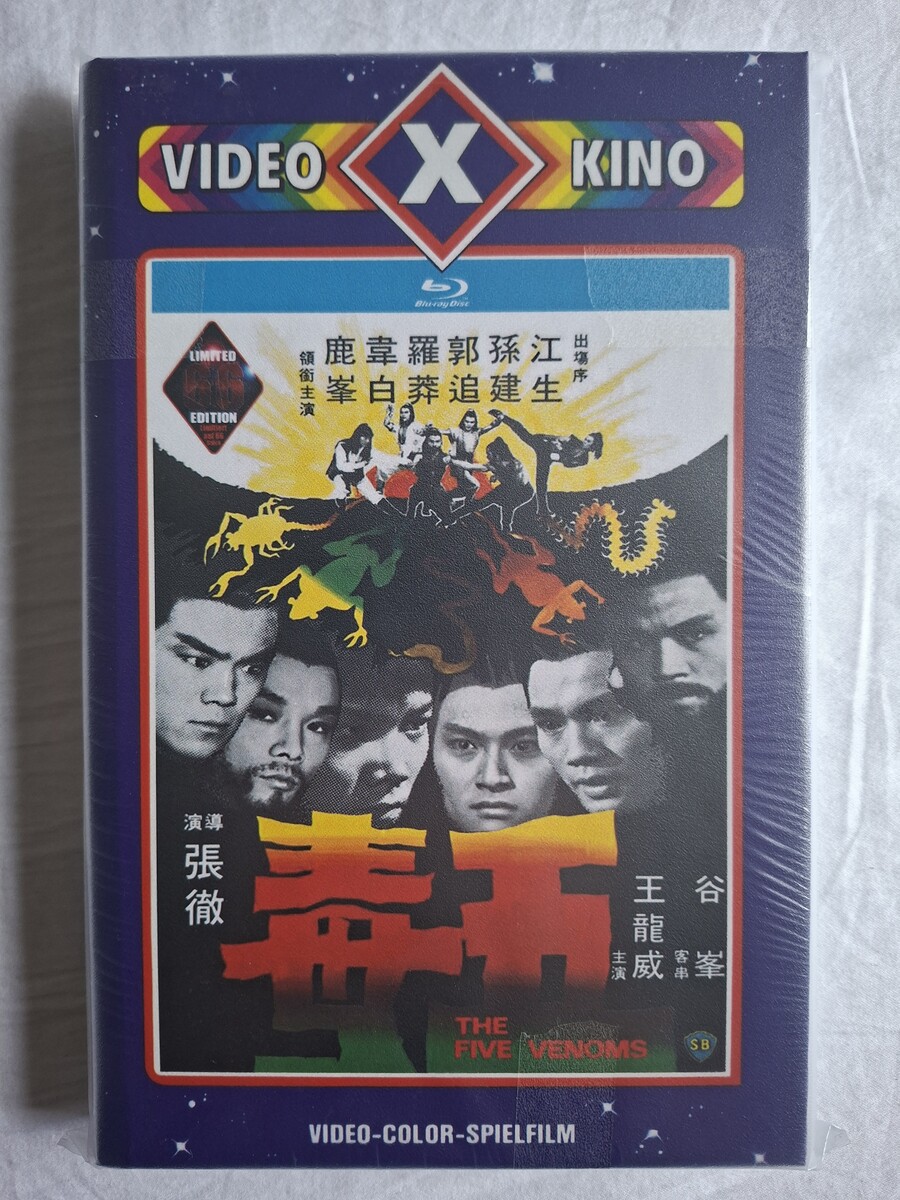 VIDEO X KINO
Blu-ray Disc
LIMITED
EDITION
出塲序
江生
孫建
郭追
羅莽
韋白
鹿峯
領銜主演
五毒
導演
張徹
谷峯
客串
王龍威
主演
THE
FIVE VENOMS
SB
VIDEO-COLOR-SPIELFILM